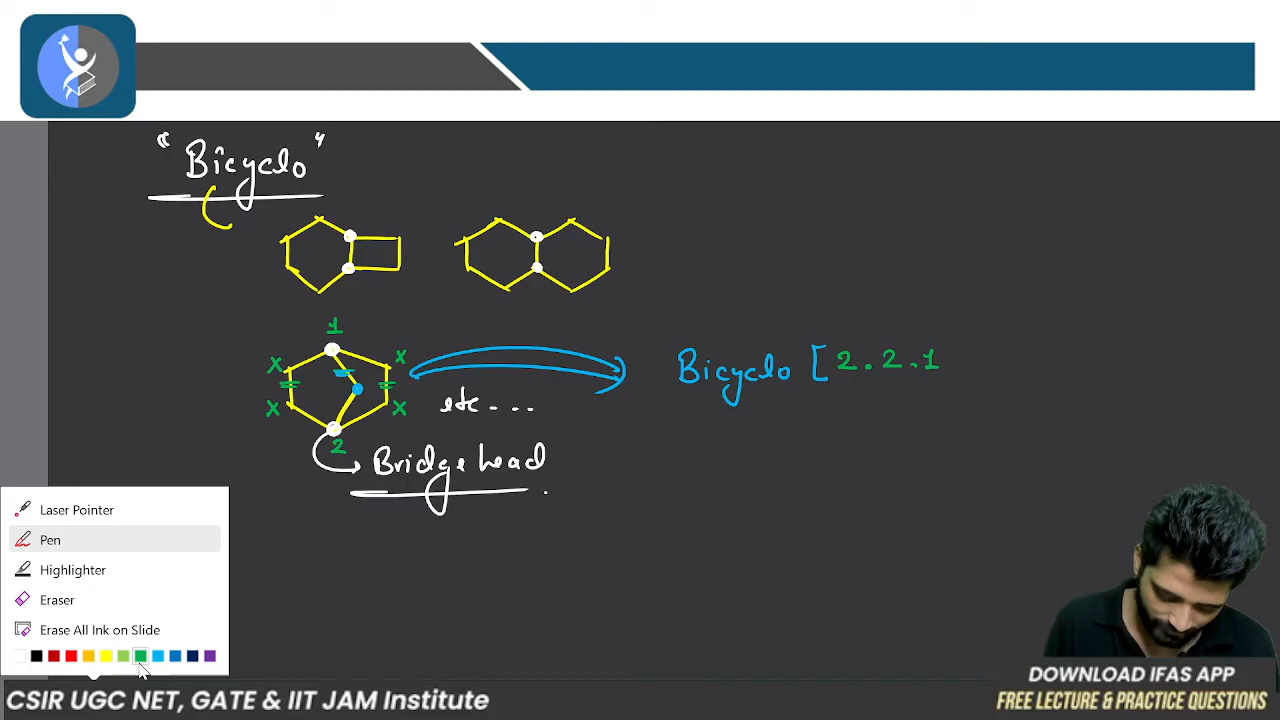 "Bicyclo"
1
x x
x x
2
etc...
Bicyclo [2.2.1
Bridge head
Laser Pointer
Pen
Highlighter
Eraser
Erase All Ink on Slide
DOWNLOAD IFAS APP
CSIR UGC NET, GATE & IIT JAM Institute
FREE LECTURE & PRACTICE QUESTIONS